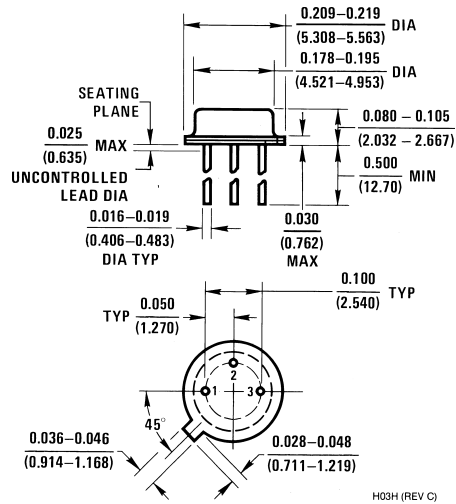 0.209–0.219 DIA
(5.308–5.563)
0.178–0.195 DIA
(4.521–4.953)
SEATING
PLANE
0.080 - 0.105
(2.032 – 2.667)
0.025 MAX
(0.635)
0.500 MIN
(12.70)
UNCONTROLLED
LEAD DIA
0.016–0.019
(0.406–0.483)
DIA TYP
0.030
(0.762)
MAX
0.100 TYP
(2.540)
TYP 0.050
(1.270)
1
2
3
45°
0.036–0.046
(0.914-1.168)
0.028–0.048
(0.711-1.219)
H03H (REV C)